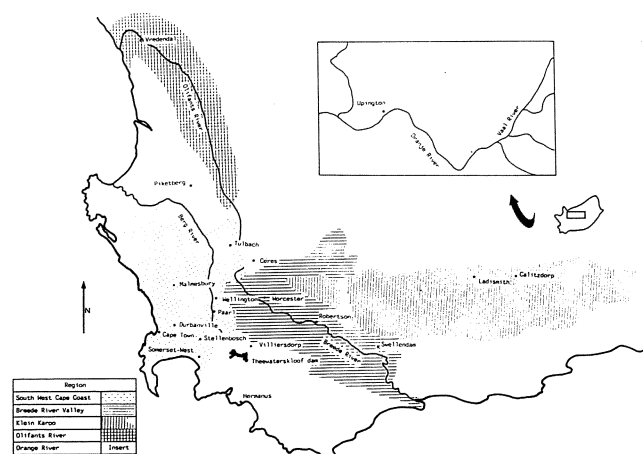 Vredenda
Olifants River
Upington
Oranje River
Vaal River
Piketberg
Berg River
Tulbach
Ceres
Ladismith
Calitzdorp
Malmesbury
Wellington
Worcester
Paarl
Robertson
Durbanville
Cape Town
Stellenbosch
Villiersdorp
Breede River
Swellendam
Somerset-West
Theewaterskloof dam
Hermanus
N
Region
South West Cape Coast
Breede River Valley
Klein Karoo
Olifants River
Orange River Insert